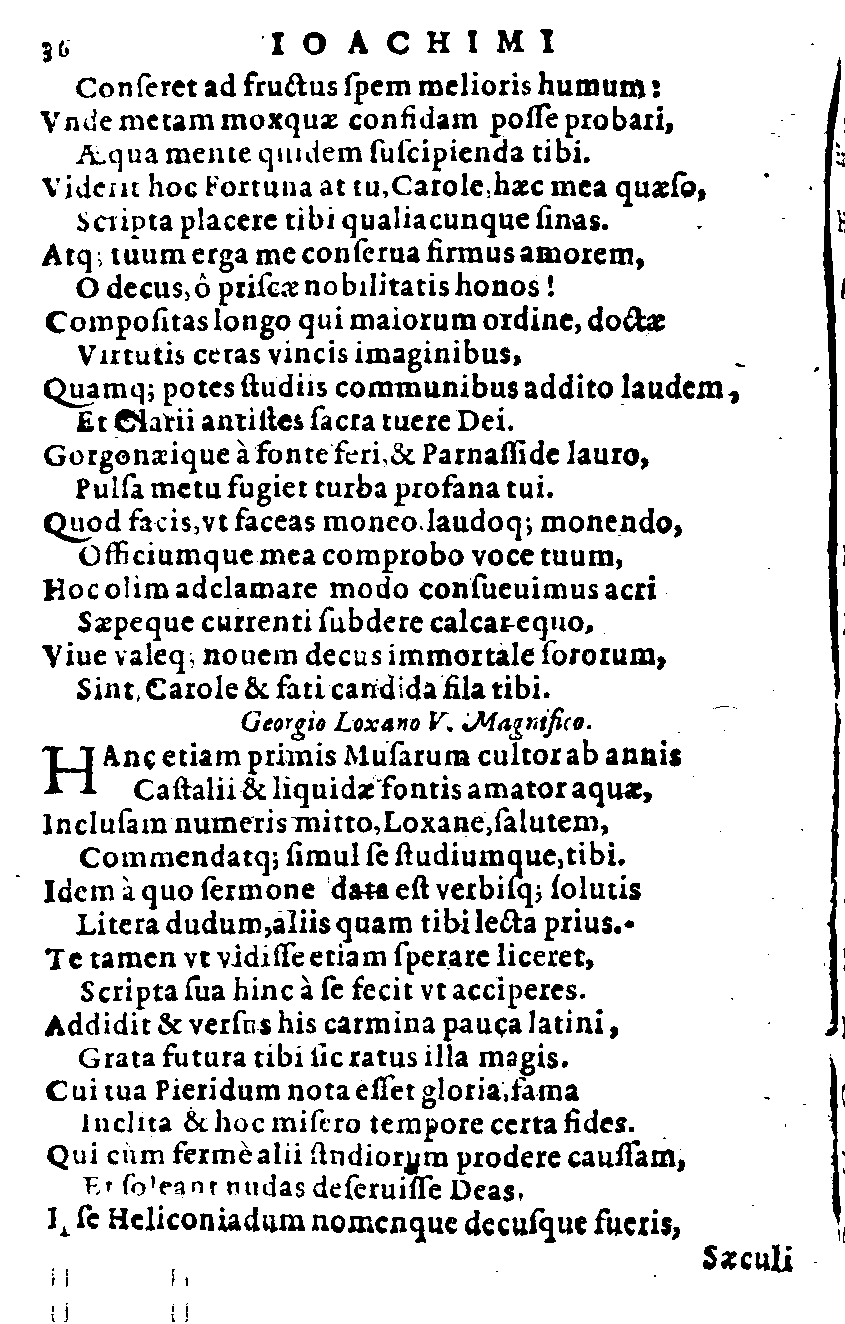 36 IOACHIMI
Conſeret ad fructus ſpem melioris humum:
Vnde metam moxquæ confidam poſſe probari,
Æqua mente quidem ſuſcipienda tibi.
Viderit hoc Fortuna at tu, Carole, hæc mea quæſo,
Scripta placere tibi qualiacunque ſinas.
Atq; tuum erga me conſerua firmus amorem,
O decus, ô priſcæ nobilitatis honos!
Compoſitas longo qui maiorum ordine, doctæ
Virtutis ceras vincis imaginibus,
Quamq; potes ſtudiis communibus addito laudem,
Et Clarii antiſtes ſacra tuere Dei.
Gorgonæique à fonte feri, & Parnaſſide lauro,
Pulſa metu fugiet turba profana tui.
Quod facis, vt faceas moneo. laudoq; monendo,
Officiumque mea comprobo voce tuum,
Hoc olim adclamare modo conſueuimus acri
Sæpeque currenti ſubdere calcar equo,
Viue valeq; nouem decus immortale ſororum,
Sint, Carole & fati candida fila tibi.
Georgio Loxano V. Magnifico.
HAnc etiam primis Muſarum cultor ab annis
Caſtalii & liquidæ fontis amator aquæ,
Incluſam numeris mitto, Loxane, ſalutem,
Commendatq; ſimul ſe ſtudiumque, tibi.
Idem à quo ſermone data eſt verbiſq; ſolutis
Litera dudum, aliis quam tibi lecta prius.
Te tamen vt vidiſſe etiam ſperare liceret,
Scripta ſua hinc à ſe fecit vt acciperes.
Addidit & verſus his carmina pauca latini,
Grata futura tibi ſic ratus illa magis.
Cui tua Pieridum nota eſſet gloria, fama
Inclita & hoc miſero tempore certa fides.
Qui cùm fermè alii ſtudiorum prodere cauſſam,
Et ſoleant nudas deſeruiſſe Deas,
ſe Heliconiadum nomenque decuſque fueris,
Sæculi